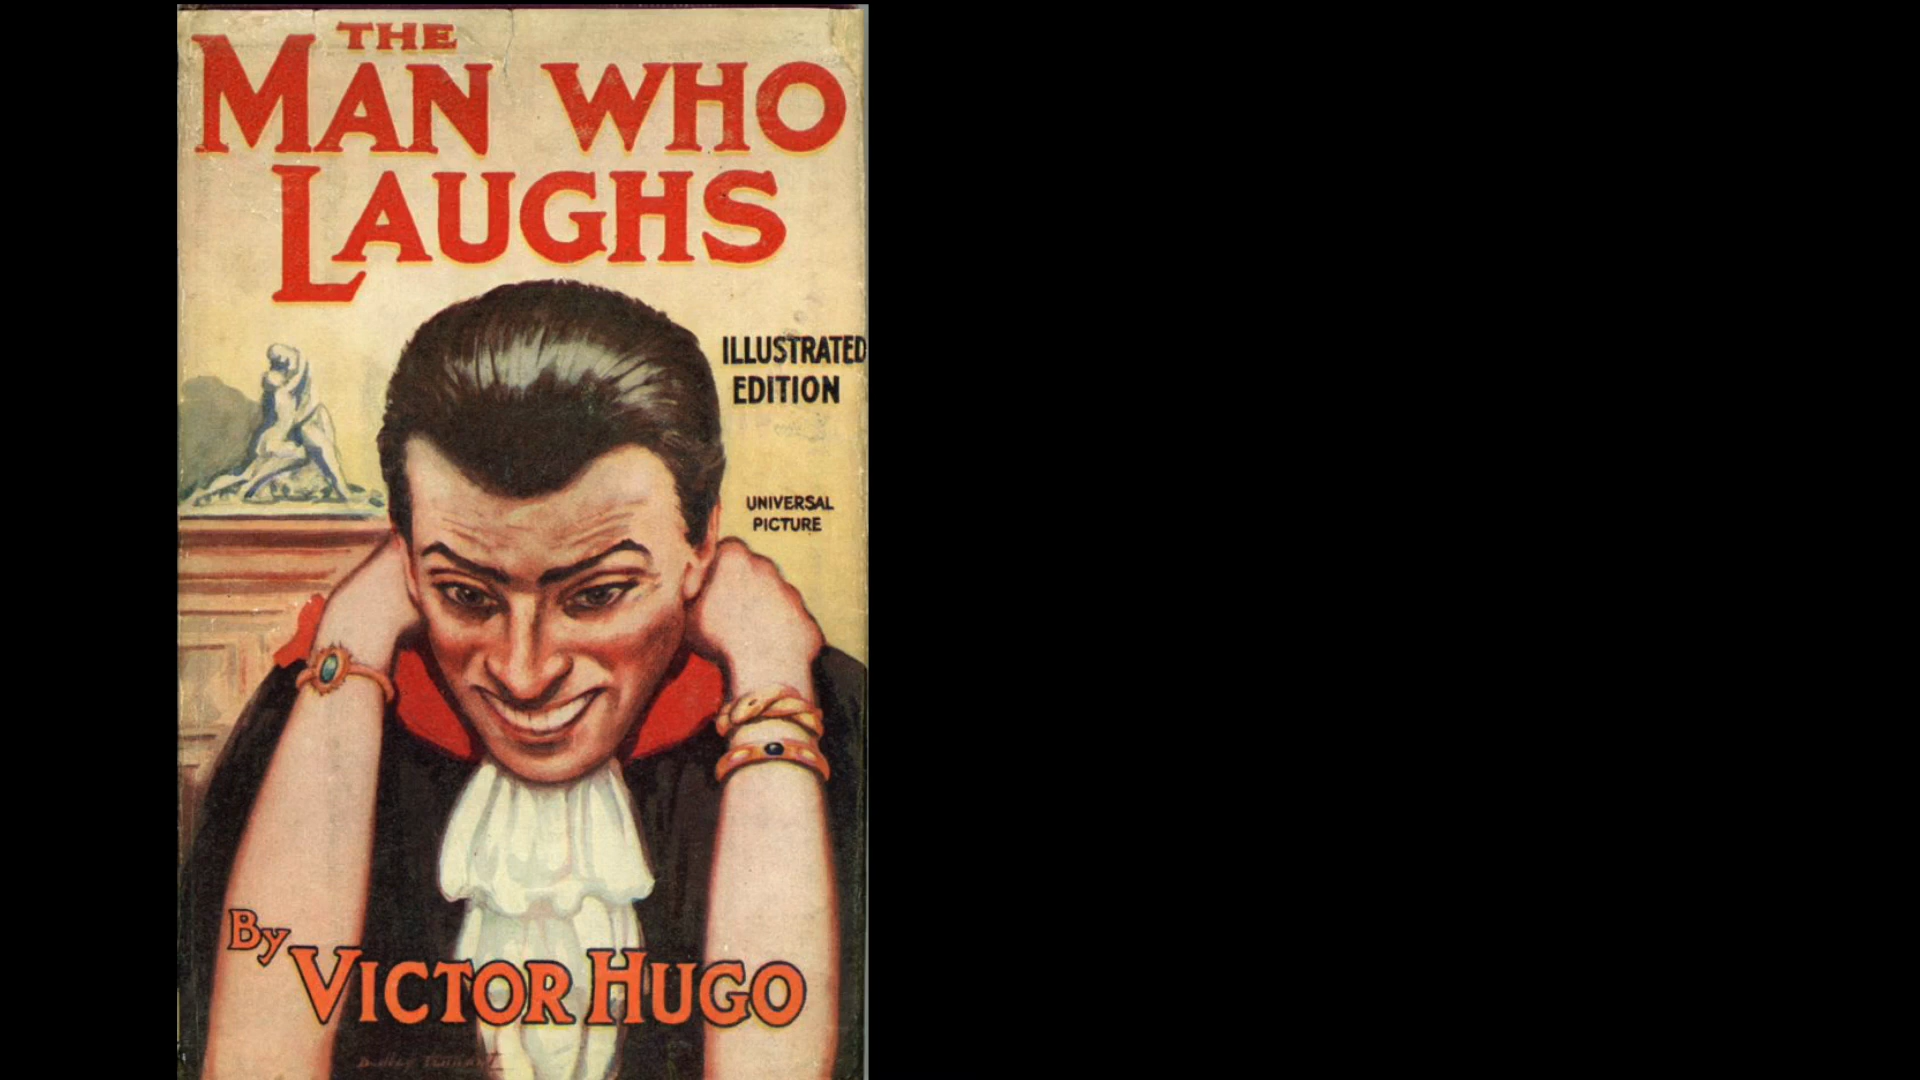 THE
MAN WHO
LAUGHS
ILLUSTRATED
EDITION
UNIVERSAL
PICTURE
By
VICTOR HUGO